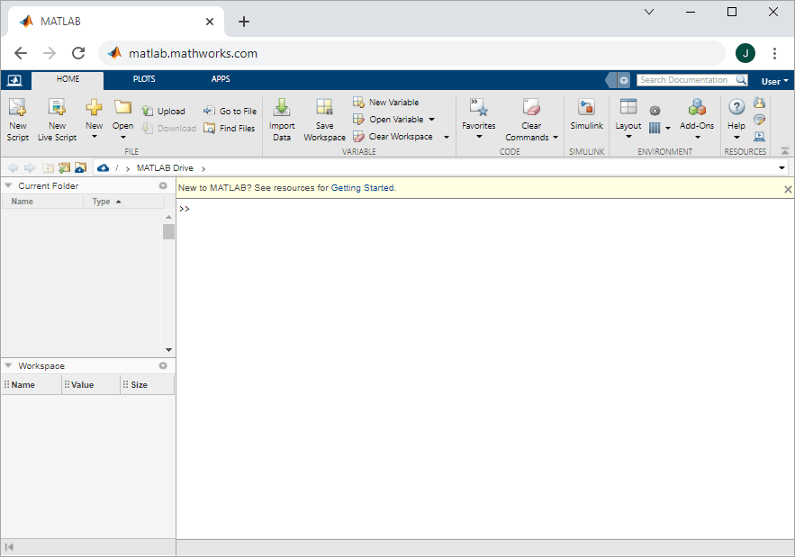 MATLAB
matlab.mathworks.com
J
HOME PLOTS APPS
Search Documentation
User
New Script
New Live Script
New
Open
Upload
Download
Go to File
Find Files
FILE
Import Data
Save Workspace
New Variable
Open Variable
Clear Workspace
VARIABLE
Favorites
Clear Commands
CODE
Simulink
SIMULINK
Layout
Add-Ons
ENVIRONMENT
Help
RESOURCES
/ > MATLAB Drive >
Current Folder
Name Type
New to MATLAB? See resources for Getting Started.
>>
Workspace
Name Value Size